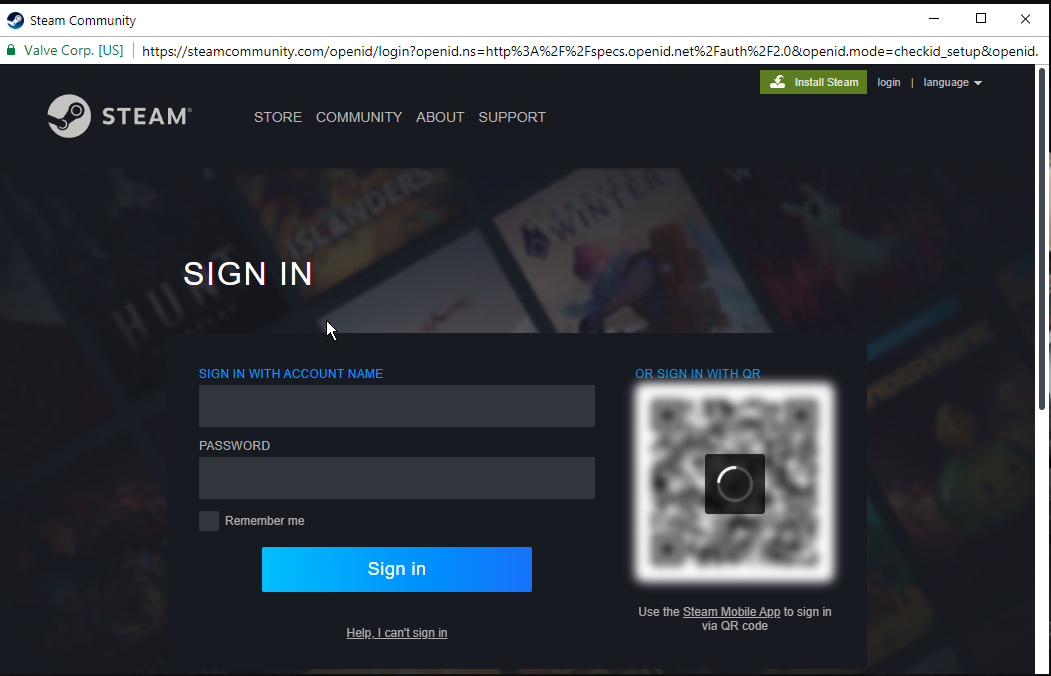 Steam Community
Valve Corp. [US] https://steamcommunity.com/openid/login?openid.ns=http%3A%2F%2Fspecs.openid.net%2Fauth%2F2.0&openid.mode=checkid_setup&openid.
Install Steam login | language
STEAM®
STORE COMMUNITY ABOUT SUPPORT
ISLANDERS
WINTER
HUNT
SIGN IN
SIGN IN WITH ACCOUNT NAME
OR SIGN IN WITH QR
PASSWORD
Remember me
Sign in
Use the Steam Mobile App to sign in
via QR code
Help, I can't sign in